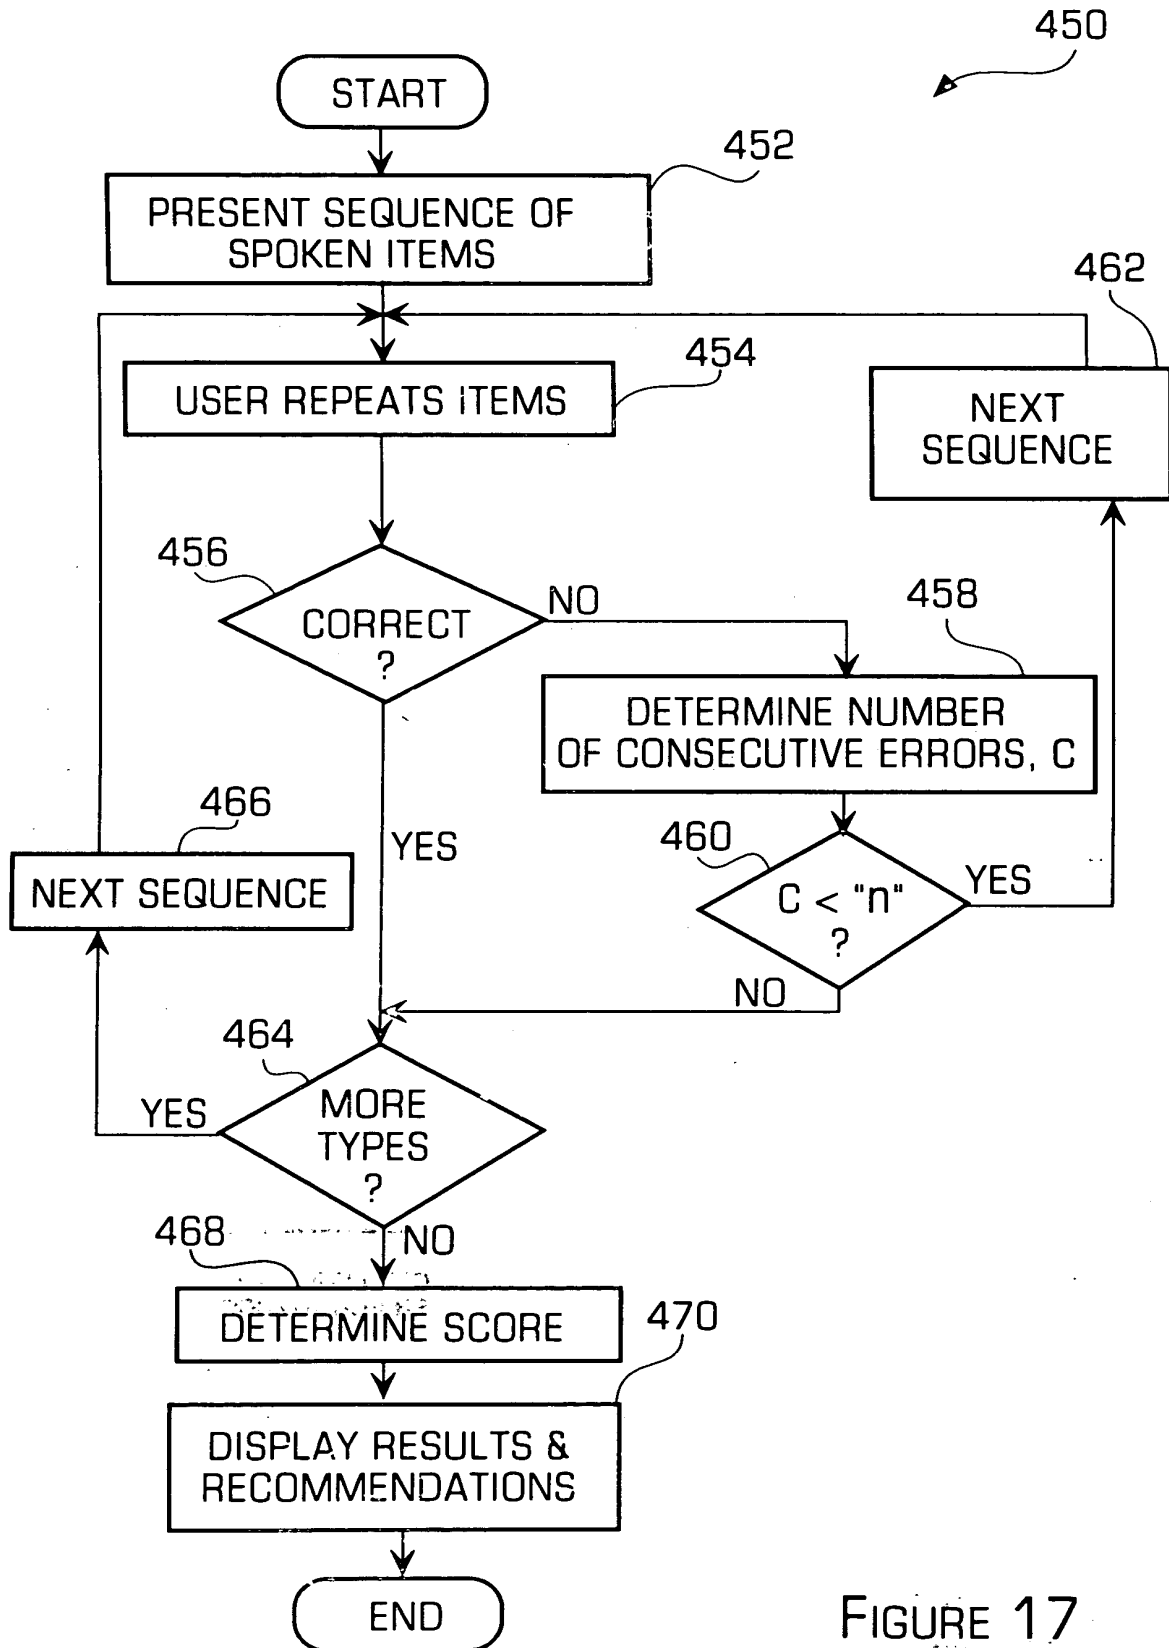 450
START
452
PRESENT SEQUENCE OF
SPOKEN ITEMS
462
454
USER REPEATS ITEMS
NEXT
SEQUENCE
456
CORRECT
?
NO
458
DETERMINE NUMBER
OF CONSECUTIVE ERRORS, C
466
YES
460
NEXT SEQUENCE
C < "n"
?
YES
NO
464
MORE
TYPES
?
YES
NO
468
DETERMINE SCORE
470
DISPLAY RESULTS &
RECOMMENDATIONS
END
FIGURE 17